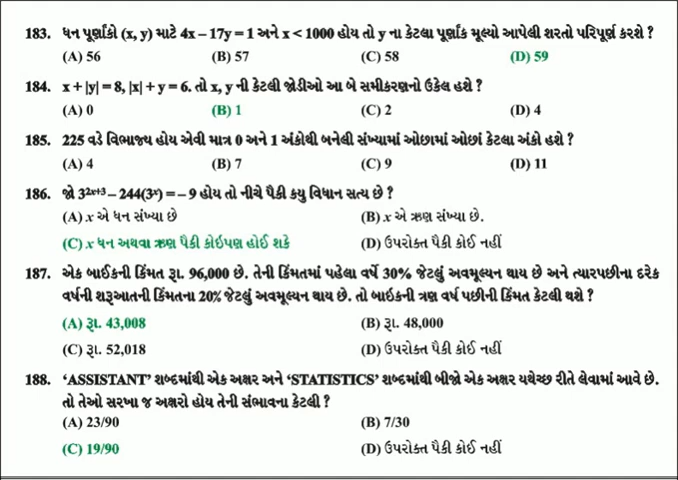 183. ધન પૂર્ણાંકો (x, y) માટે 4x – 17y = 1 અને x < 1000 હોય તો y ના કેટલા પૂર્ણાંક મૂલ્યો આપેલી શરતો પરિપૂર્ણ કરશે ?
(A) 56 (B) 57 (C) 58 (D) 59
184. x + |y| = 8, |x| + y = 6. તો x, y ની કેટલી જોડીઓ આ બે સમીકરણનો ઉકેલ હશે ?
(A) 0 (B) 1 (C) 2 (D) 4
185. 225 વડે વિભાજ્ય હોય એવી માત્ર 0 અને 1 અંકોથી બનેલી સંખ્યામાં ઓછામાં ઓછાં કેટલા અંકો હશે ?
(A) 4 (B) 7 (C) 9 (D) 11
186. જો 3²ˣ⁺³ – 244(3ˣ) = – 9 હોય તો નીચે પૈકી કયુ વિધાન સત્ય છે ?
(A) x એ ધન સંખ્યા છે (B) x એ ઋણ સંખ્યા છે.
(C) x ધન અથવા ઋણ પૈકી કોઈપણ હોઈ શકે (D) ઉપરોક્ત પૈકી કોઈ નહીં
187. એક બાઈકની કિંમત રૂા. 96,000 છે. તેની કિંમતમાં પહેલા વર્ષે 30% જેટલું અવમૂલ્યન થાય છે અને ત્યારપછીના દરેક
વર્ષની શરૂઆતની કિંમતના 20% જેટલું અવમૂલ્યન થાય છે. તો બાઇકની ત્રણ વર્ષ પછીની કિંમત કેટલી થશે ?
(A) રૂા. 43,008 (B) રૂા. 48,000
(C) રૂા. 52,018 (D) ઉપરોક્ત પૈકી કોઈ નહીં
188. ‘ASSISTANT’ શબ્દમાંથી એક અક્ષર અને ‘STATISTICS’ શબ્દમાંથી બીજો એક અક્ષર યથેચ્છ રીતે લેવામાં આવે છે.
તો તેઓ સરખા જ અક્ષરો હોય તેની સંભાવના કેટલી ?
(A) 23/90 (B) 7/30
(C) 19/90 (D) ઉપરોક્ત પૈકી કોઈ નહીં